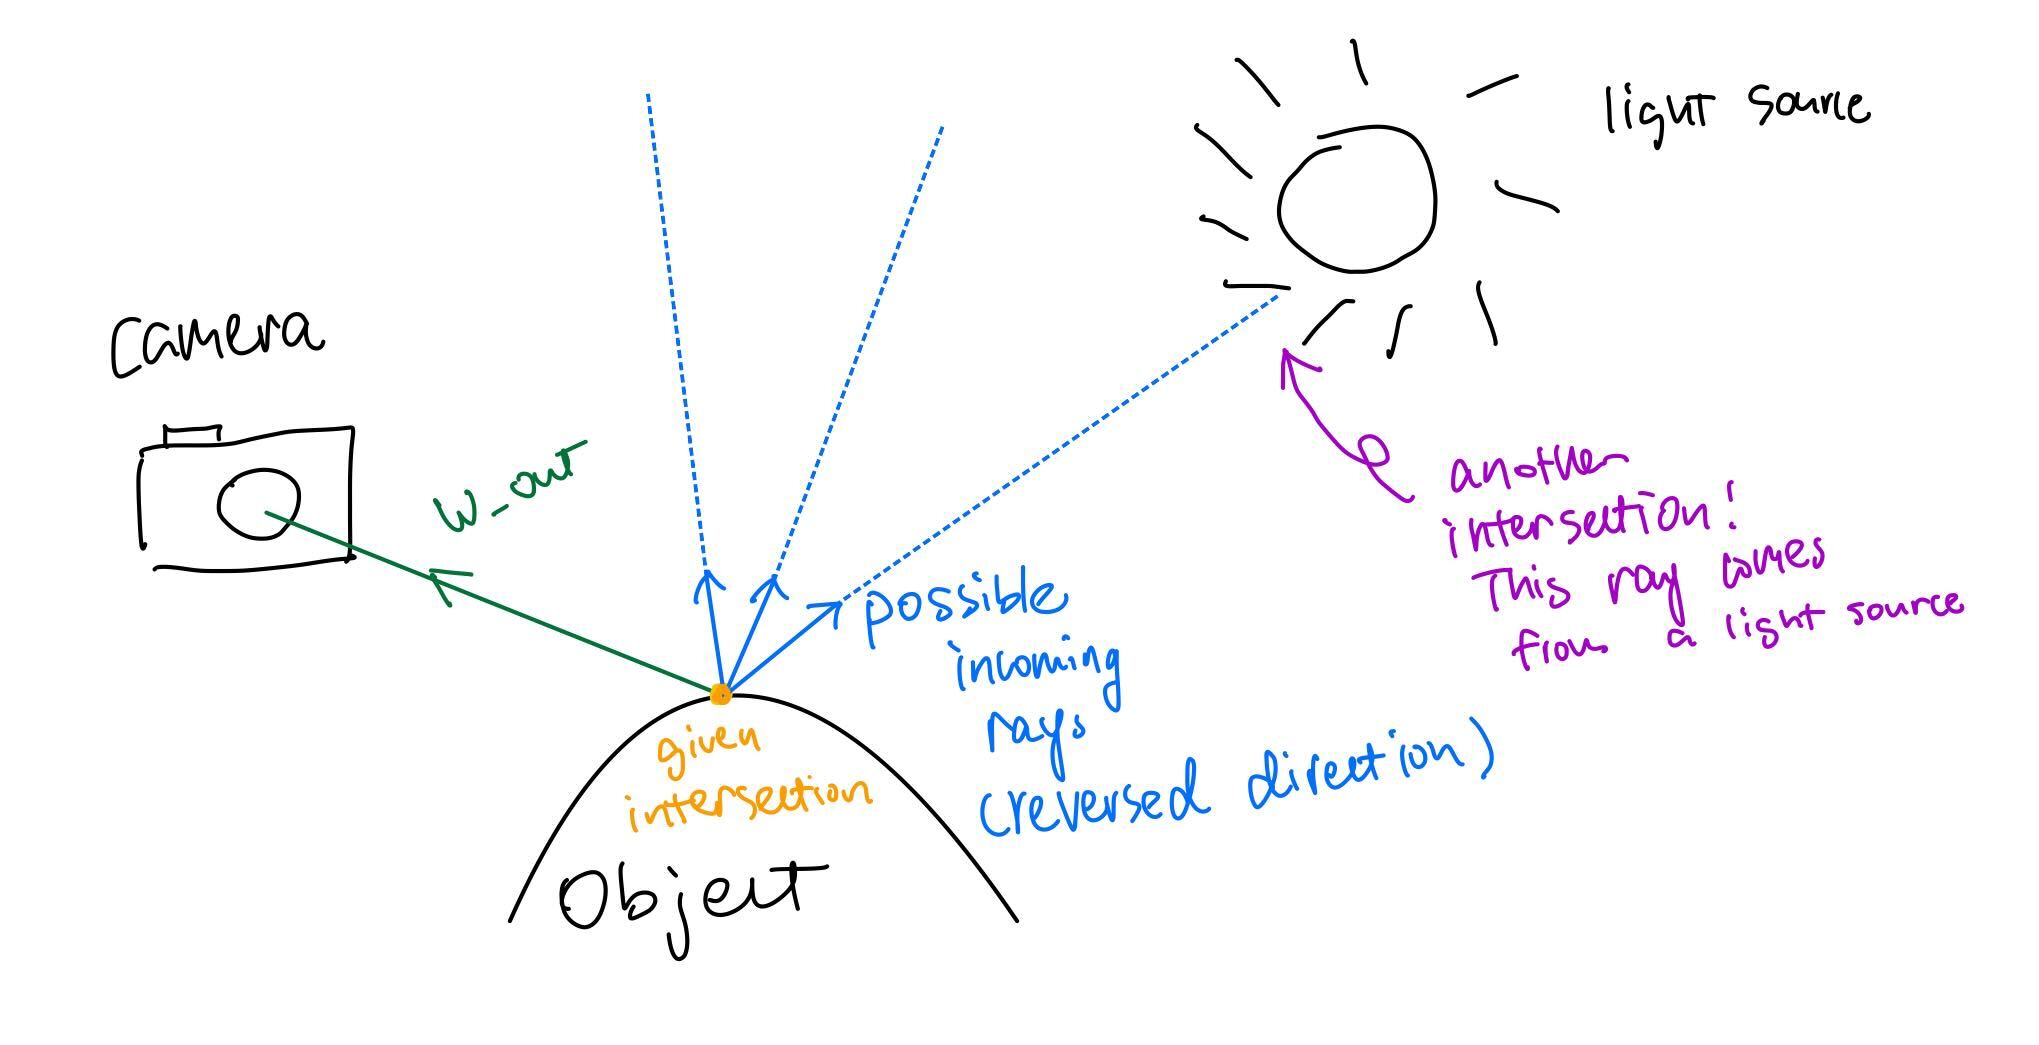 light source
Camera
w_out
another
intersection!
This ray comes
from a light source
possible
incoming
rays
(reversed direction)
given
intersection
Object